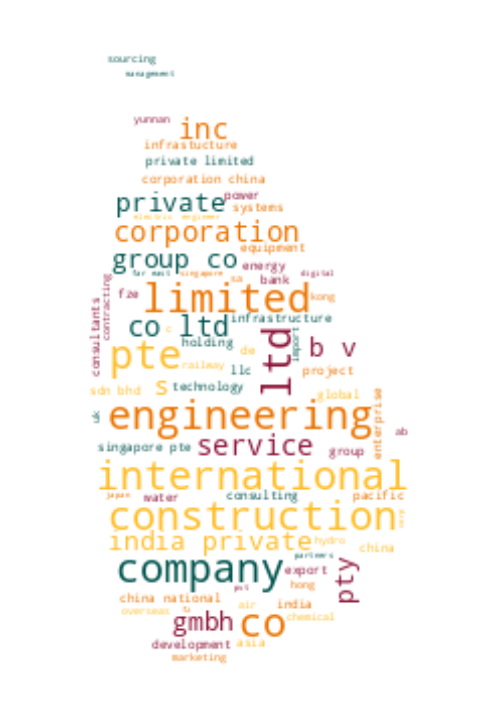 sourcing
management
yunnan
inc
infrastucture
private limited
corporation china
private power
systems
electric engineer
corporation
equipment
group co energy
far east singapore sa bank digital
fze limited kong
consultants contracting
co ltd infrastructure
c holding ltd import b v
pte railway de
llc project
sdn bhd s technology global
uk engineering enterprise
ab
singapore pte service group
international
japan water consulting pacific
construction corp
india private hydro china
partners
company export pty
hong
china national air india
overseas chemical
gmbh co
development asia
marketing